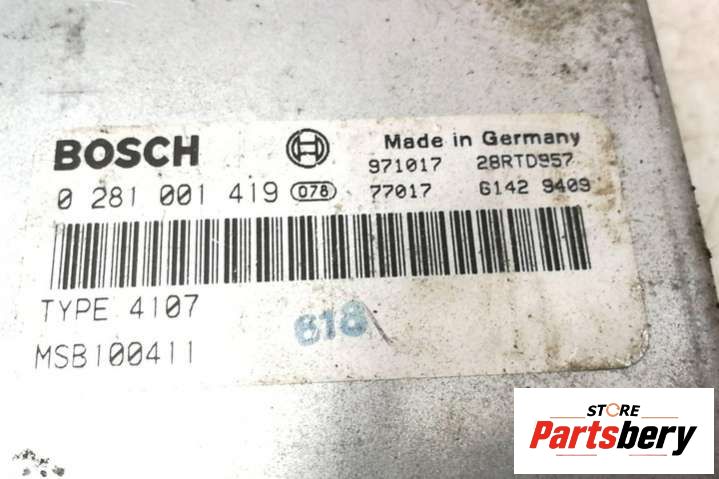 BOSCH
Made in Germany
971017 28RTD957
0 281 001 419 078 77017 6142 9409
TYPE 4107
MSB100411
618
STORE
Partsbery